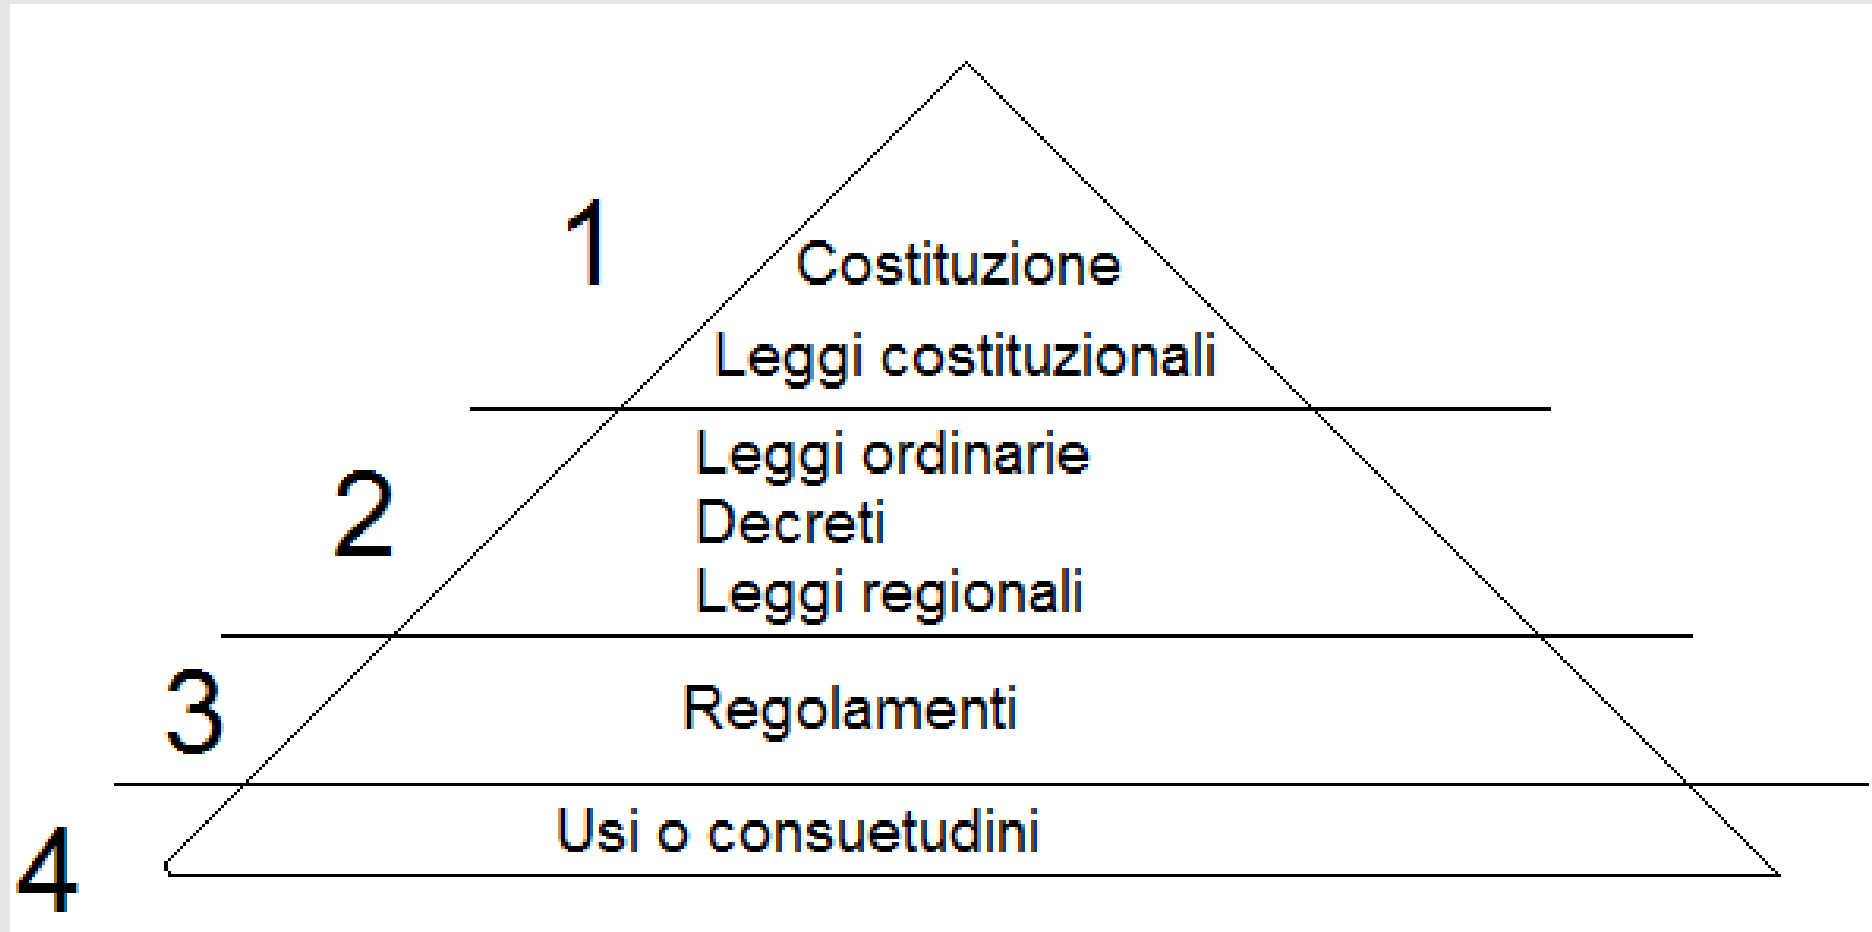 1
Costituzione
Leggi costituzionali
2
Leggi ordinarie
Decreti
Leggi regionali
3
Regolamenti
4
Usi o consuetudini